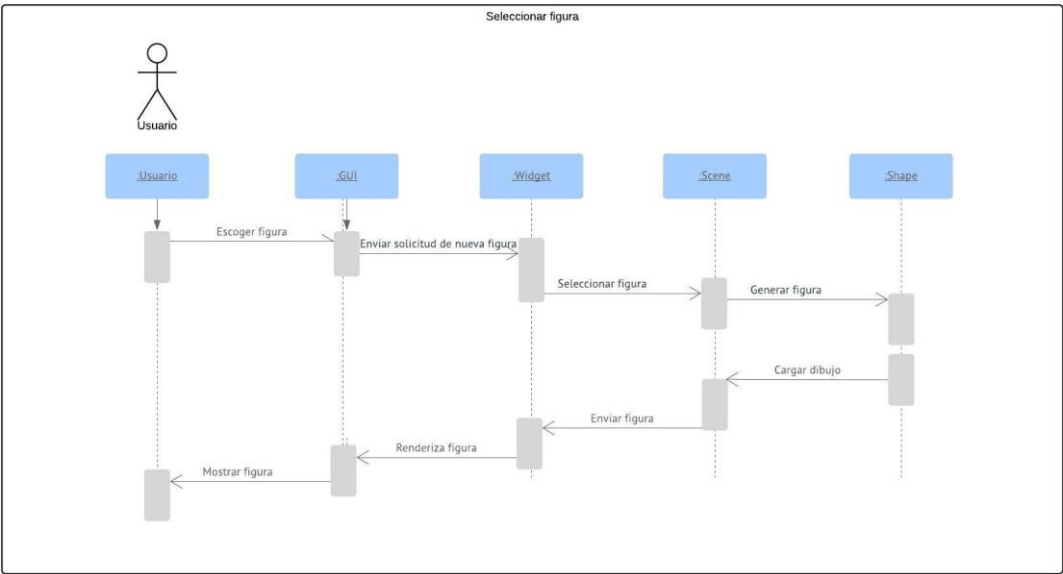 Seleccionar figura
Usuario
:Usuario
:GUI
:Widget
:Scene
:Shape
Escoger figura
Enviar solicitud de nueva figura
Seleccionar figura
Generar figura
Cargar dibujo
Enviar figura
Renderiza figura
Mostrar figura